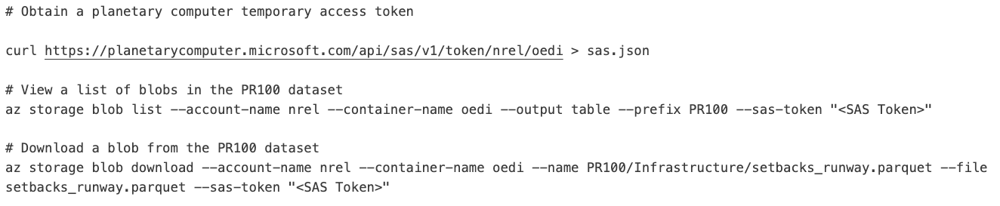 # Obtain a planetary computer temporary access token
curl https://planetarycomputer.microsoft.com/api/sas/v1/token/nrel/oedi > sas.json
# View a list of blobs in the PR100 dataset
az storage blob list --account-name nrel --container-name oedi --output table --prefix PR100 --sas-token "<SAS Token>"
# Download a blob from the PR100 dataset
az storage blob download --account-name nrel --container-name oedi --name PR100/Infrastructure/setbacks_runway.parquet --file
setbacks_runway.parquet --sas-token "<SAS Token>"